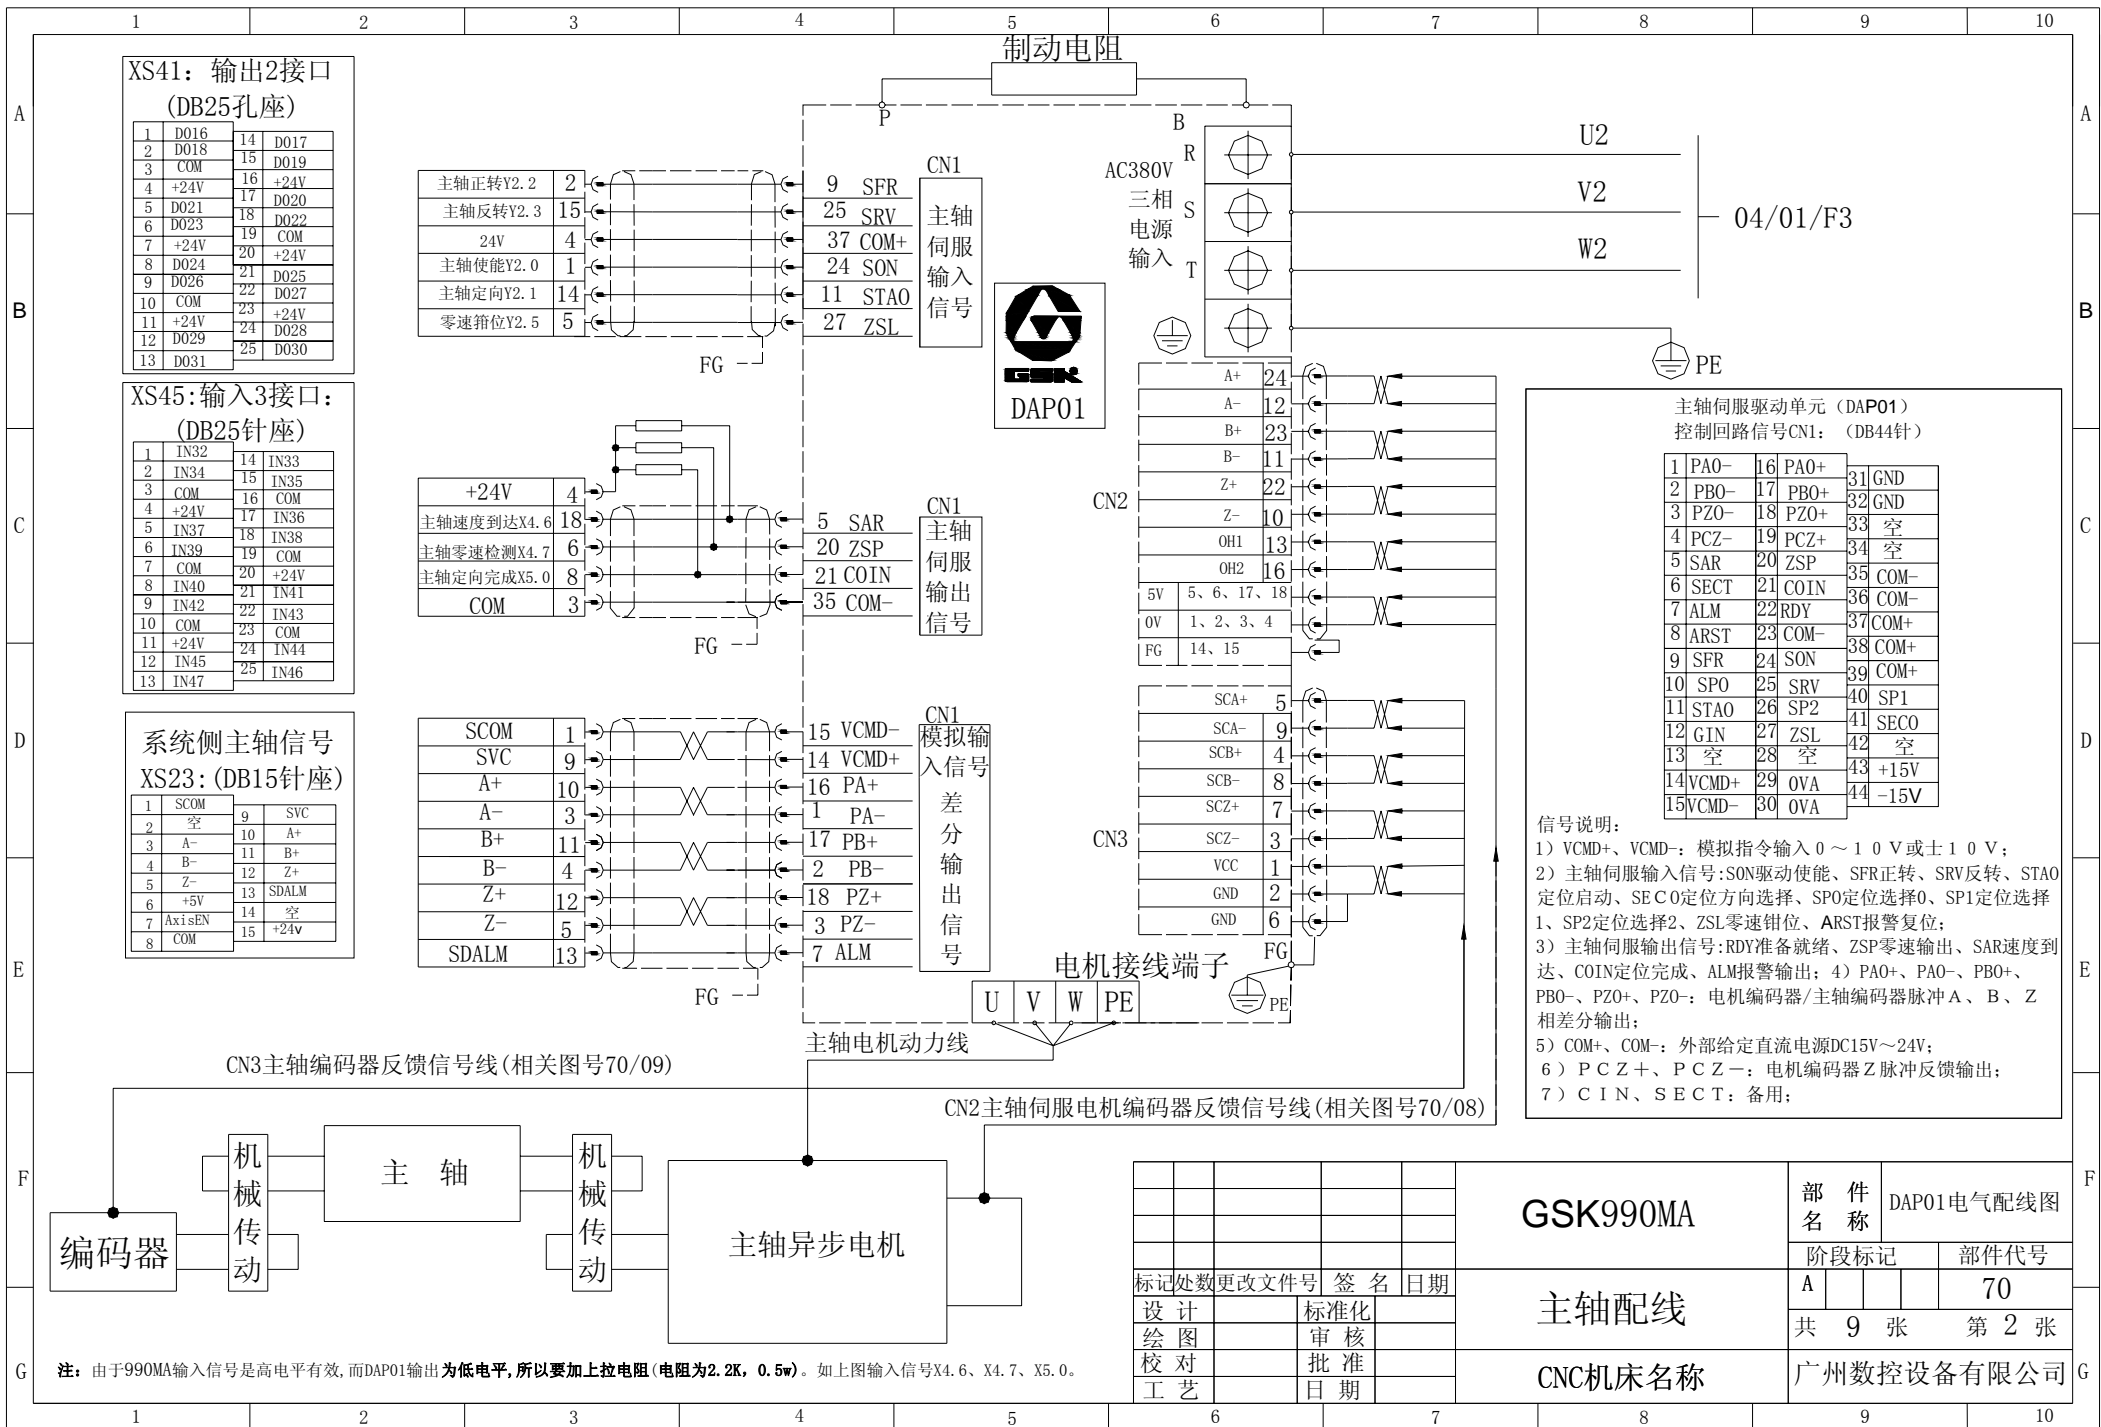 1 2 3 4 5 6 7 8 9 10
A
B
C
D
E
F
G
XS41：输出2接口
(DB25孔座)
1 DO16
2 DO18
3 COM
4 +24V
5 DO21
6 DO23
7 +24V
8 DO24
9 DO26
10 COM
11 +24V
12 DO29
13 DO31
14 DO17
15 DO19
16 +24V
17 DO20
18 DO22
19 COM
20 +24V
21 DO25
22 DO27
23 +24V
24 DO28
25 DO30
XS45:输入3接口：
(DB25针座)
1 IN32
2 IN34
3 COM
4 +24V
5 IN37
6 IN39
7 COM
8 IN40
9 IN42
10 COM
11 +24V
12 IN45
13 IN47
14 IN33
15 IN35
16 COM
17 IN36
18 IN38
19 COM
20 +24V
21 IN41
22 IN43
23 COM
24 IN44
25 IN46
系统侧主轴信号
XS23:(DB15针座)
1 SCOM
2 空
3 A-
4 B-
5 Z-
6 +5V
7 AxisEN
8 COM
9 SVC
10 A+
11 B+
12 Z+
13 SDALM
14 空
15 +24v
主轴正转Y2.2 2
主轴反转Y2.3 15
24V 4
主轴使能Y2.0 1
主轴定向Y2.1 14
零速箝位Y2.5 5
FG
9 SFR
25 SRV
37 COM+
24 SON
11 STAO
27 ZSL
CN1
主轴
伺服
输入
信号
+24V 4
主轴速度到达X4.6 18
主轴零速检测X4.7 6
主轴定向完成X5.0 8
COM 3
FG
5 SAR
20 ZSP
21 COIN
35 COM-
CN1
主轴
伺服
输出
信号
SCOM 1
SVC 9
A+ 10
A- 3
B+ 11
B- 4
Z+ 12
Z- 5
SDALM 13
FG
15 VCMD-
14 VCMD+
16 PA+
1 PA-
17 PB+
2 PB-
18 PZ+
3 PZ-
7 ALM
CN1
模拟输
入信号
差
分
输
出
信
号
制动电阻
P
B
AC380V
三相
电源
输入
R
S
T
U2
V2
W2
04/01/F3
PE
GSK
DAP01
CN2
A+ 24
A- 12
B+ 23
B- 11
Z+ 22
Z- 10
OH1 13
OH2 16
5V 5、6、17、18
0V 1、2、3、4
FG 14、15
CN3
SCA+ 5
SCA- 9
SCB+ 4
SCB- 8
SCZ+ 7
SCZ- 3
VCC 1
GND 2
GND 6
FG
PE
电机接线端子
U V W PE
主轴电机动力线
CN3主轴编码器反馈信号线(相关图号70/09)
CN2主轴伺服电机编码器反馈信号线(相关图号70/08)
编码器
机械传动
主 轴
机械传动
主轴异步电机
主轴伺服驱动单元（DAP01）
控制回路信号CN1：（DB44针）
1 PAO-
2 PBO-
3 PZO-
4 PCZ-
5 SAR
6 SECT
7 ALM
8 ARST
9 SFR
10 SPO
11 STAO
12 GIN
13 空
14 VCMD+
15 VCMD-
16 PAO+
17 PBO+
18 PZO+
19 PCZ+
20 ZSP
21 COIN
22 RDY
23 COM-
24 SON
25 SRV
26 SP2
27 ZSL
28 空
29 0VA
30 0VA
31 GND
32 GND
33 空
34 空
35 COM-
36 COM-
37 COM+
38 COM+
39 COM+
40 SP1
41 SECO
42 空
43 +15V
44 -15V
信号说明：
1）VCMD+、VCMD-：模拟指令输入０～１０Ｖ或士１０Ｖ；
2）主轴伺服输入信号:SON驱动使能、SFR正转、SRV反转、STAO
定位启动、SECO定位方向选择、SPO定位选择0、SP1定位选择
1、SP2定位选择2、ZSL零速钳位、ARST报警复位；
3）主轴伺服输出信号:RDY准备就绪、ZSP零速输出、SAR速度到
达、COIN定位完成、ALM报警输出；4）PAO+、PAO-、PBO+、
PBO-、PZO+、PZO-：电机编码器/主轴编码器脉冲Ａ、Ｂ、Ｚ
相差分输出；
5）COM+、COM-：外部给定直流电源DC15V～24V；
６）ＰＣＺ＋、ＰＣＺ－：电机编码器Ｚ脉冲反馈输出；
７）ＣＩＮ、ＳＥＣＴ：备用；
标记 处数 更改文件号 签 名 日期
设 计 标准化
绘 图 审 核
校 对 批 准
工 艺 日 期
GSK990MA
主轴配线
CNC机床名称
部 件
名 称
DAP01电气配线图
阶段标记 部件代号
A 70
共 9 张 第 2 张
广州数控设备有限公司
注：由于990MA输入信号是高电平有效,而DAP01输出为低电平,所以要加上拉电阻(电阻为2.2K，0.5w)。如上图输入信号X4.6、X4.7、X5.0。
1 2 3 4 5 6 7 8 9 10